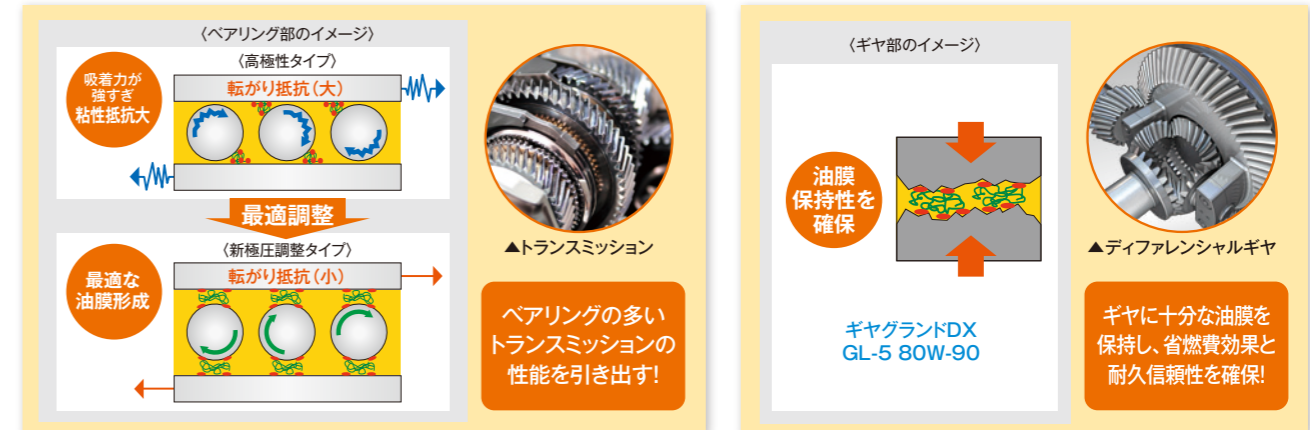 〈ベアリング部のイメージ〉
〈高極性タイプ〉
吸着力が
強すぎ
粘性抵抗大
転がり抵抗（大）
最適調整
〈新極圧調整タイプ〉
最適な
油膜形成
転がり抵抗（小）
▲トランスミッション
ベアリングの多い
トランスミッションの
性能を引き出す!
〈ギヤ部のイメージ〉
油膜
保持性を
確保
ギヤグランドDX
GL-5 80W-90
▲ディファレンシャルギヤ
ギヤに十分な油膜を
保持し、省燃費効果と
耐久信頼性を確保!